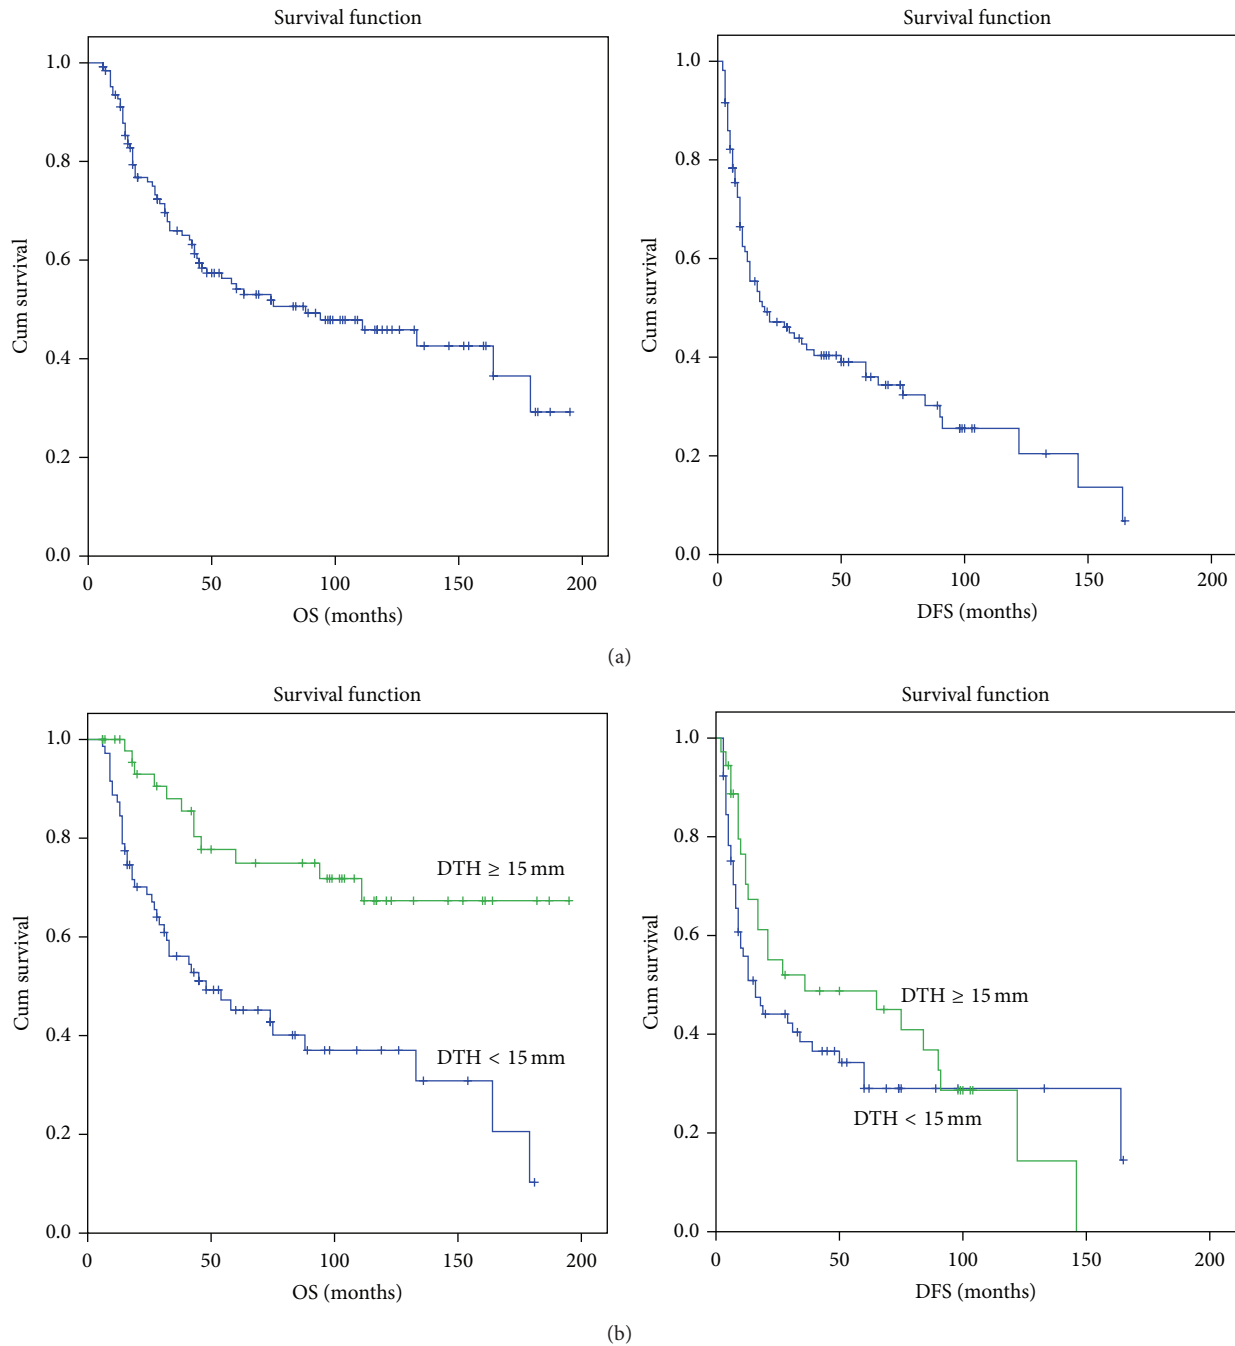 Survival function
1.0
0.8
0.6
0.4
0.2
0.0
Cum survival
0 50 100 150 200
OS (months)
Survival function
1.0
0.8
0.6
0.4
0.2
0.0
Cum survival
0 50 100 150 200
DFS (months)
(a)
Survival function
1.0
0.8
0.6
0.4
0.2
0.0
Cum survival
DTH ≥ 15 mm
DTH < 15 mm
0 50 100 150 200
OS (months)
Survival function
1.0
0.8
0.6
0.4
0.2
0.0
Cum survival
DTH ≥ 15 mm
DTH < 15 mm
0 50 100 150 200
DFS (months)
(b)